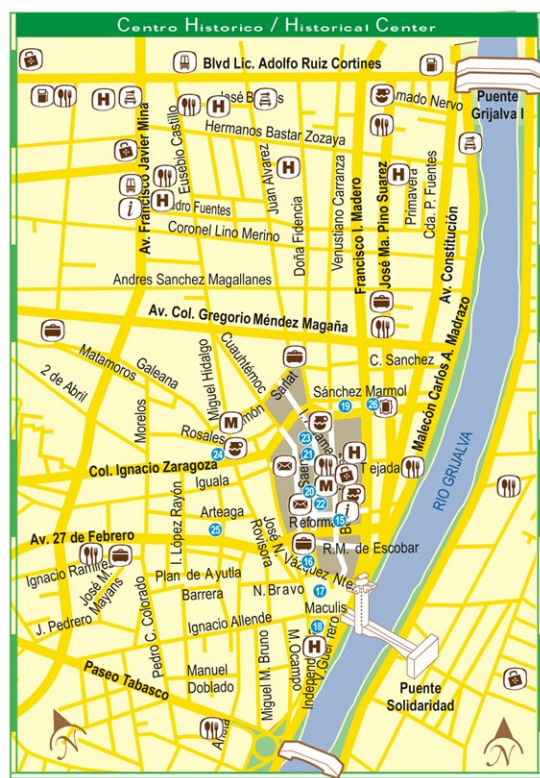 Centro Historico / Historical Center
Blvd Lic. Adolfo Ruiz Cortines
Puente
Grijalva I
H
H
Hermanos Bastar Zozaya
Eusebio Castillo
Av. Francisco Javier Mina
Juan Alvarez
H
H
Primavera
Cda. P. Fuentes
i
H
Coronel Lino Merino
Doña Fidencia
Venustiano Carranza
Francisco I. Madero
José Ma. Pino Suarez
Av. Constitución
Andres Sanchez Magallanes
Av. Col. Gregorio Méndez Magaña
Malecón Carlos A. Madrazo
Matamoros
Galeana
2 de Abril
Morelos
Miguel Hidalgo
Cuauhtémoc
C. Sanchez
Sánchez Marmol
19
26
M
Rosales
24
23
21
H
Tejada
Col. Ignacio Zaragoza
Iguala
I. López Rayón
Arteaga
25
20
M
22
i
Reforma
15
RIO GRIJALVA
Av. 27 de Febrero
Rovirosa
José N.
Vázquez Nte.
R.M. de Escobar
16
Ignacio Ramirez
José M.
Mayans
J. Pedrero
Plan de Ayutla
Barrera
N. Bravo
17
Maculis
18
Pedro C. Colorado
Ignacio Allende
H
Paseo Tabasco
Manuel
Doblado
Miguel M. Bruno
M. Ocampo
Puente
Solidaridad
N
N